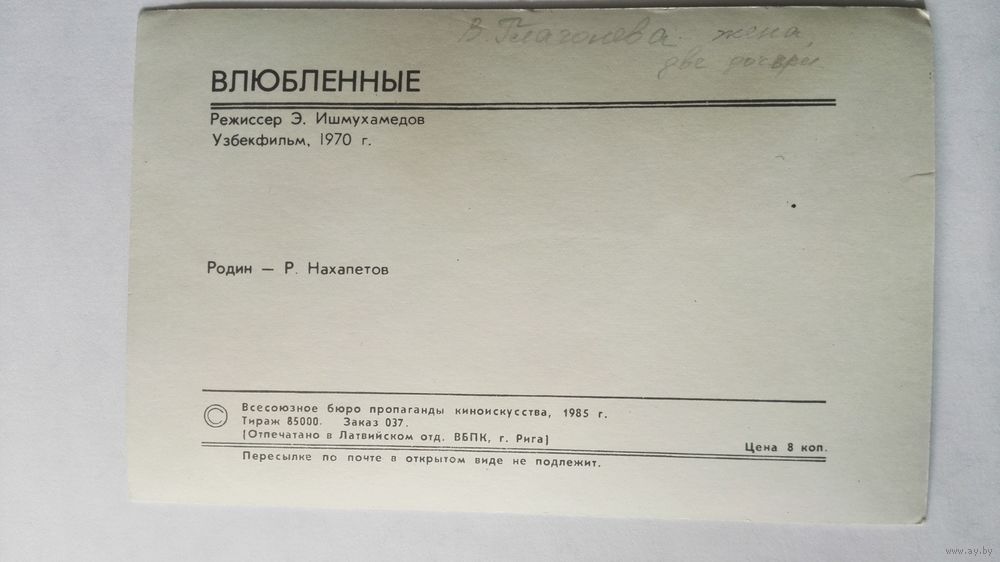 В. Глаголева. жена,
две дочери
ВЛЮБЛЕННЫЕ
Режиссер Э. Ишмухамедов
Узбекфильм, 1970 г.
Родин — Р. Нахапетов
© Всесоюзное бюро пропаганды киноискусства, 1985 г.
Тираж 85000. Заказ 037.
[Отпечатано в Латвийском отд. ВБПК, г. Рига]
Цена 8 коп.
Пересылке по почте в открытом виде не подлежит.
www.ay.by